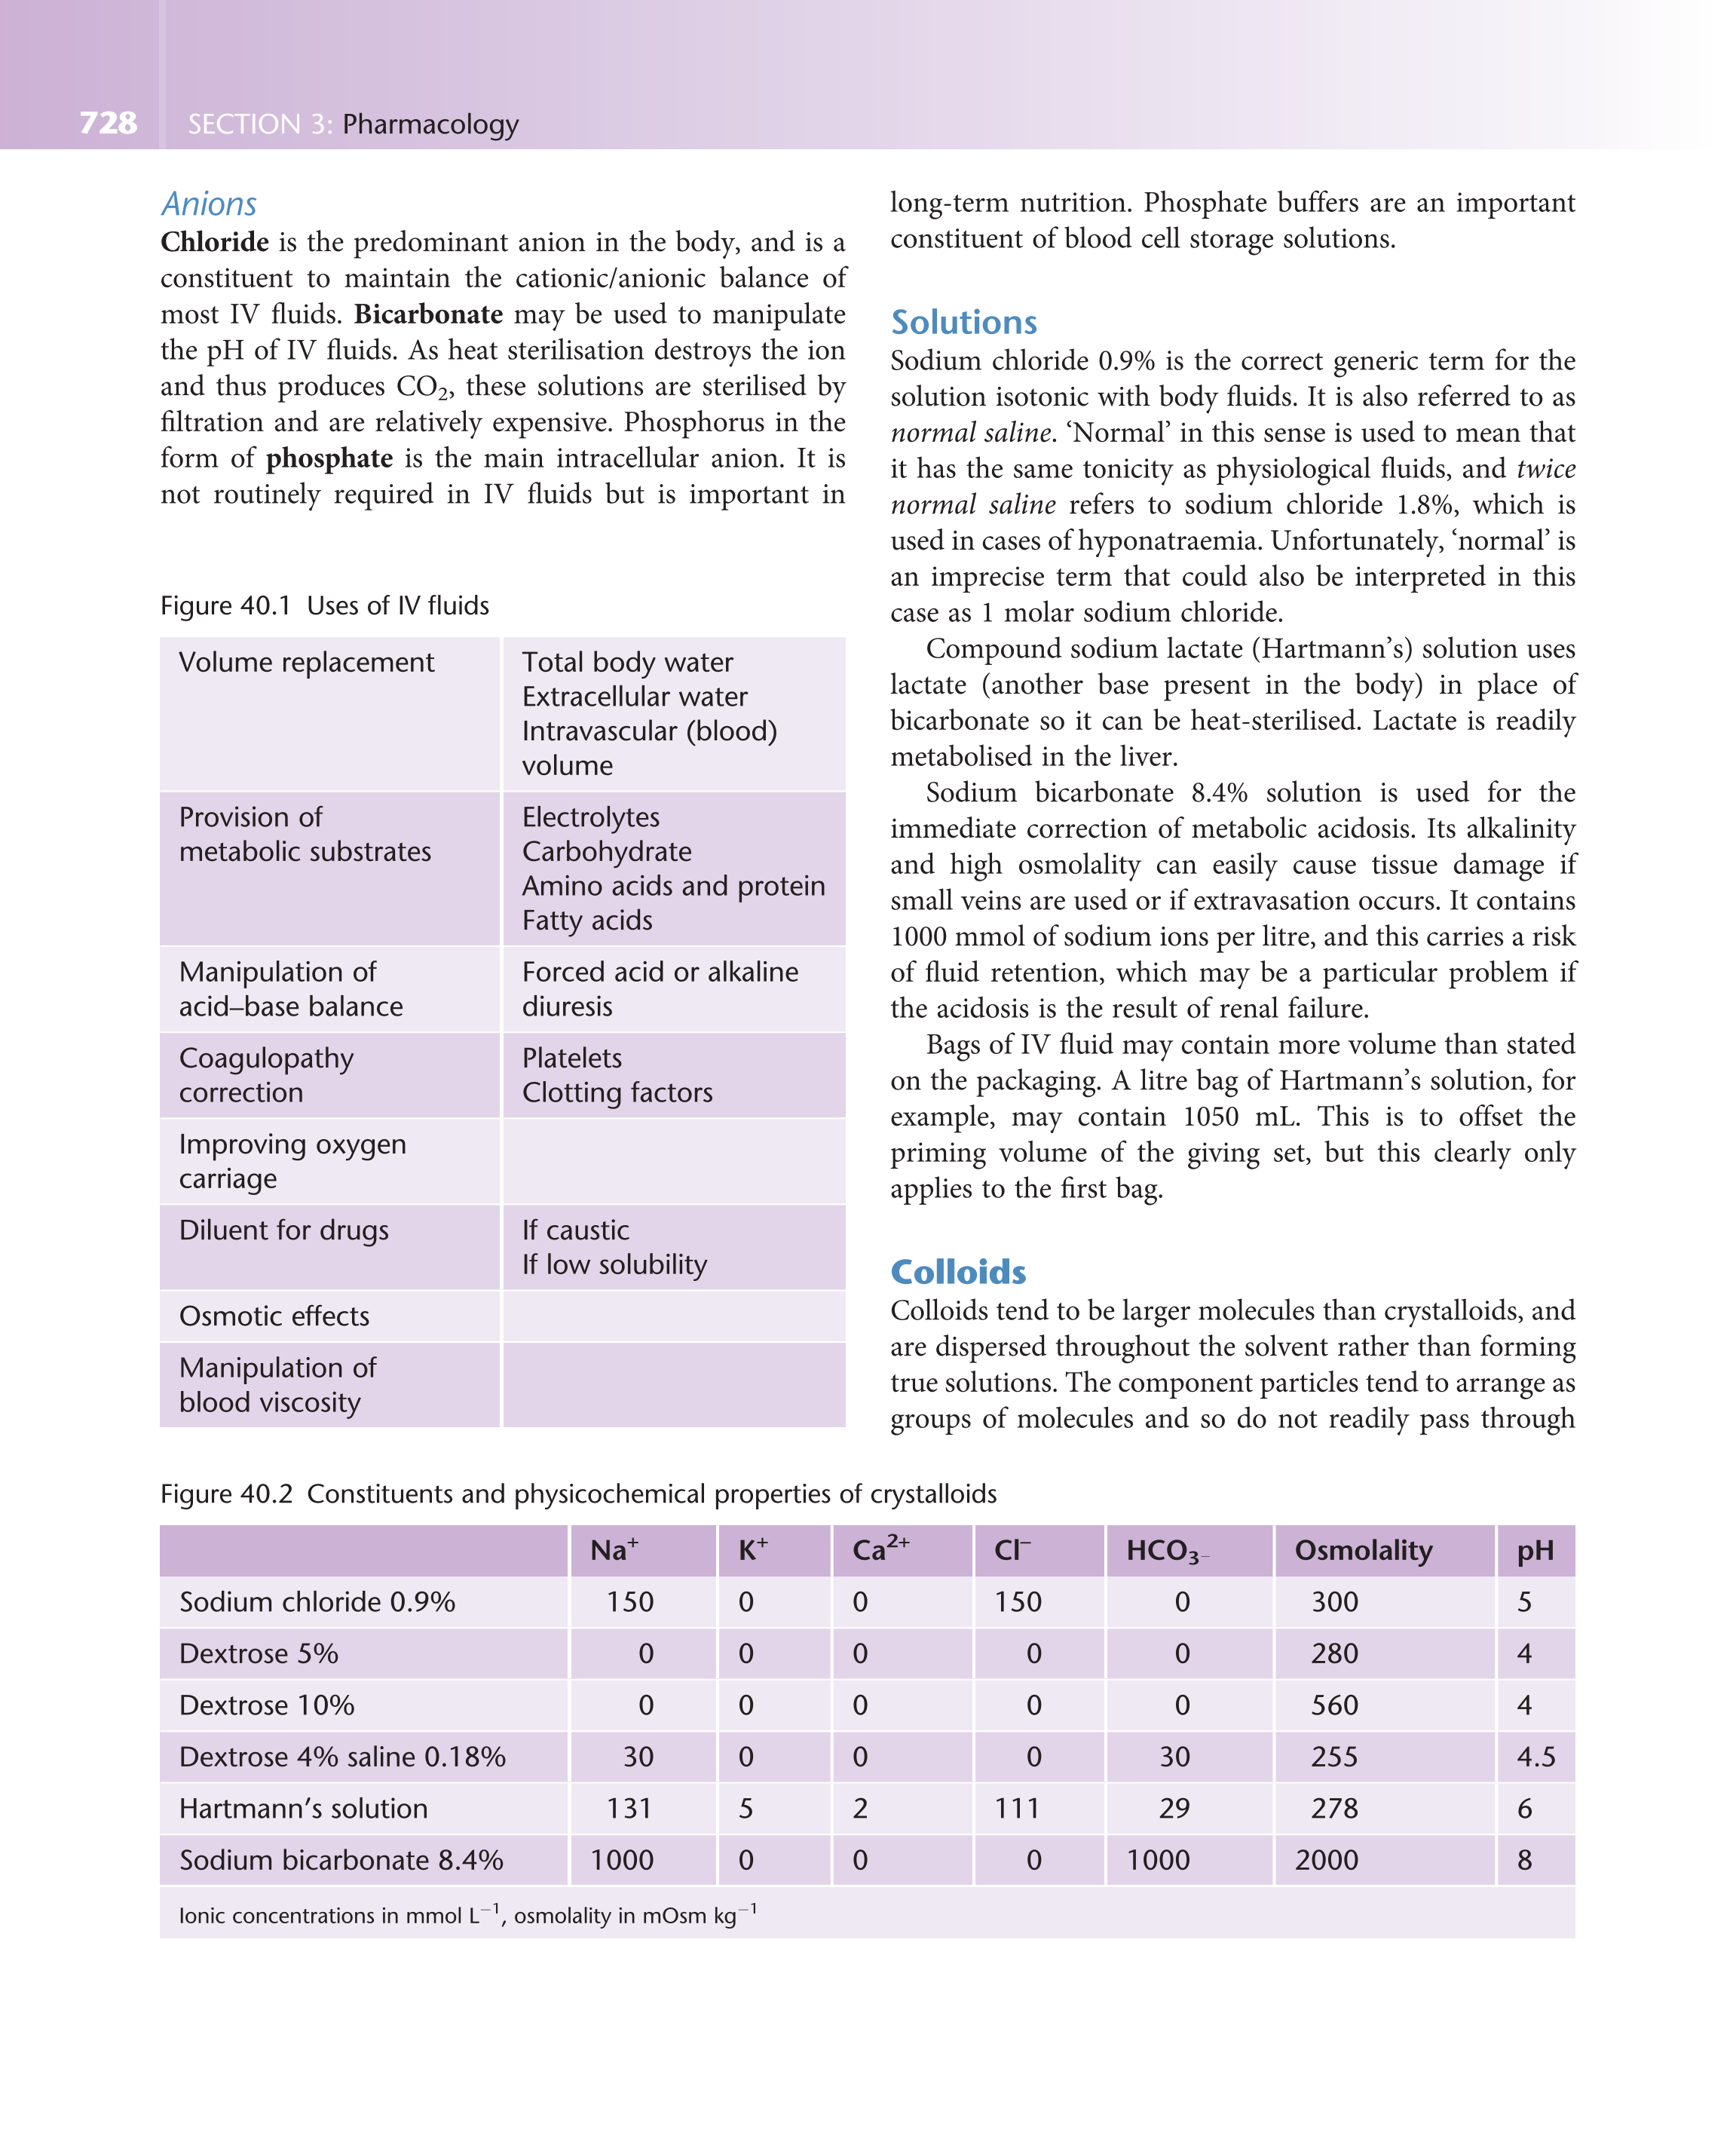 728 SECTION 3: Pharmacology
Anions
Chloride is the predominant anion in the body, and is a
constituent to maintain the cationic/anionic balance of
most IV fluids. Bicarbonate may be used to manipulate
the pH of IV fluids. As heat sterilisation destroys the ion
and thus produces CO₂, these solutions are sterilised by
filtration and are relatively expensive. Phosphorus in the
form of phosphate is the main intracellular anion. It is
not routinely required in IV fluids but is important in
long-term nutrition. Phosphate buffers are an important
constituent of blood cell storage solutions.
Figure 40.1 Uses of IV fluids
Volume replacement
Total body water
Extracellular water
Intravascular (blood)
volume
Provision of
metabolic substrates
Electrolytes
Carbohydrate
Amino acids and protein
Fatty acids
Manipulation of
acid–base balance
Forced acid or alkaline
diuresis
Coagulopathy
correction
Platelets
Clotting factors
Improving oxygen
carriage
Diluent for drugs
If caustic
If low solubility
Osmotic effects
Manipulation of
blood viscosity
Solutions
Sodium chloride 0.9% is the correct generic term for the
solution isotonic with body fluids. It is also referred to as
normal saline. ‘Normal’ in this sense is used to mean that
it has the same tonicity as physiological fluids, and twice
normal saline refers to sodium chloride 1.8%, which is
used in cases of hyponatraemia. Unfortunately, ‘normal’ is
an imprecise term that could also be interpreted in this
case as 1 molar sodium chloride.
Compound sodium lactate (Hartmann’s) solution uses
lactate (another base present in the body) in place of
bicarbonate so it can be heat-sterilised. Lactate is readily
metabolised in the liver.
Sodium bicarbonate 8.4% solution is used for the
immediate correction of metabolic acidosis. Its alkalinity
and high osmolality can easily cause tissue damage if
small veins are used or if extravasation occurs. It contains
1000 mmol of sodium ions per litre, and this carries a risk
of fluid retention, which may be a particular problem if
the acidosis is the result of renal failure.
Bags of IV fluid may contain more volume than stated
on the packaging. A litre bag of Hartmann’s solution, for
example, may contain 1050 mL. This is to offset the
priming volume of the giving set, but this clearly only
applies to the first bag.
Colloids
Colloids tend to be larger molecules than crystalloids, and
are dispersed throughout the solvent rather than forming
true solutions. The component particles tend to arrange as
groups of molecules and so do not readily pass through
Figure 40.2 Constituents and physicochemical properties of crystalloids
Na⁺ K⁺ Ca²⁺ Cl⁻ HCO₃₋ Osmolality pH
Sodium chloride 0.9% 150 0 0 150 0 300 5
Dextrose 5% 0 0 0 0 0 280 4
Dextrose 10% 0 0 0 0 0 560 4
Dextrose 4% saline 0.18% 30 0 0 0 30 255 4.5
Hartmann’s solution 131 5 2 111 29 278 6
Sodium bicarbonate 8.4% 1000 0 0 0 1000 2000 8
Ionic concentrations in mmol L⁻¹, osmolality in mOsm kg⁻¹